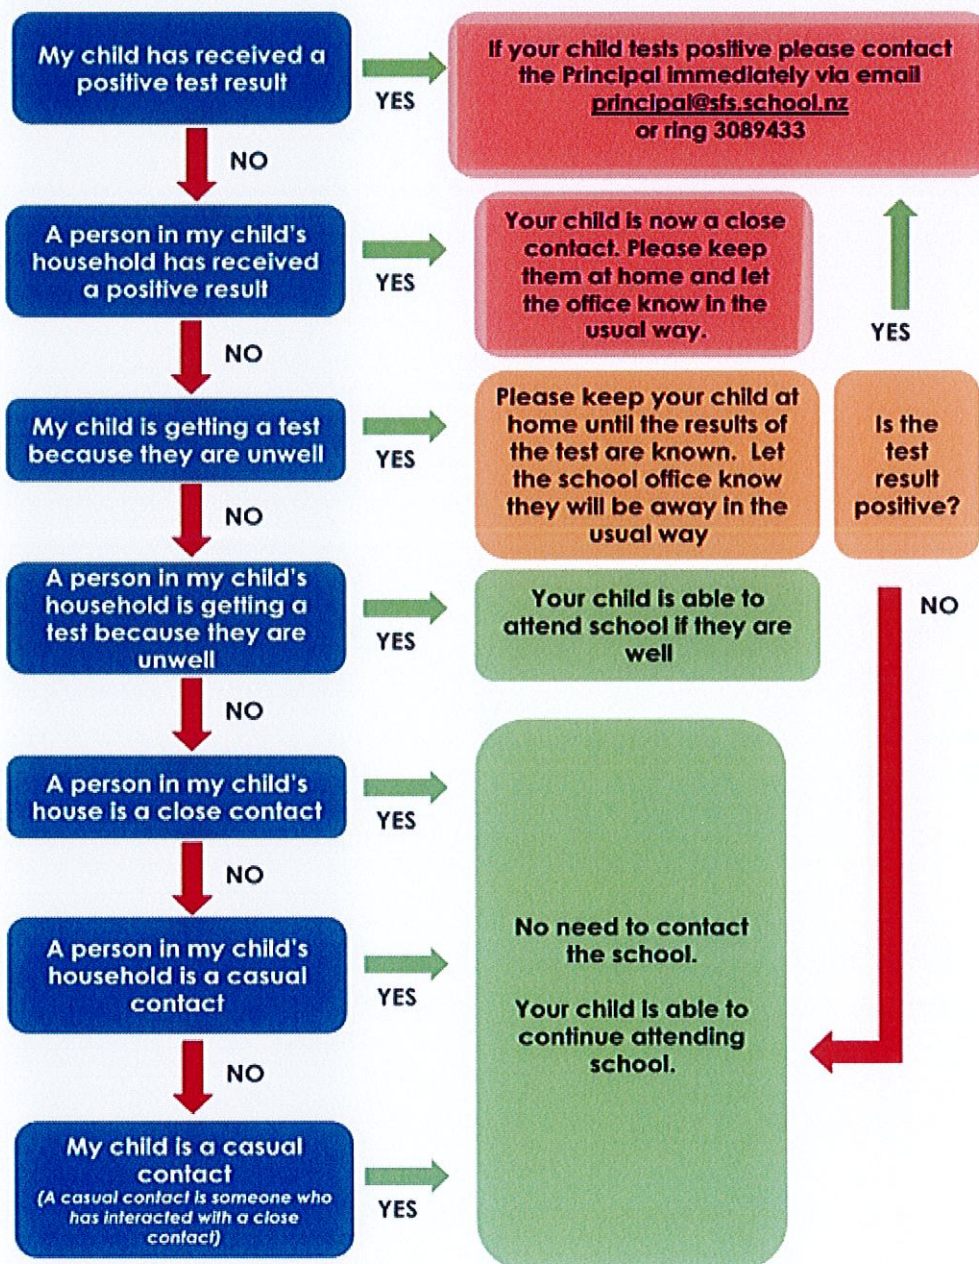 My child has received a
positive test result
YES
If your child tests positive please contact
the Principal immediately via email
principal@sfs.school.nz
or ring 3089433
NO
A person in my child's
household has received
a positive result
YES
Your child is now a close
contact. Please keep
them at home and let
the office know in the
usual way.
YES
NO
My child is getting a test
because they are unwell
YES
Please keep your child at
home until the results of
the test are known. Let
the school office know
they will be away in the
usual way
Is the
test
result
positive?
NO
A person in my child's
household is getting a
test because they are
unwell
YES
Your child is able to
attend school if they are
well
NO
NO
A person in my child's
house is a close contact
YES
NO
A person in my child's
household is a casual
contact
YES
No need to contact
the school.
Your child is able to
continue attending
school.
NO
My child is a casual
contact
(A casual contact is someone who
has interacted with a close
contact)
YES